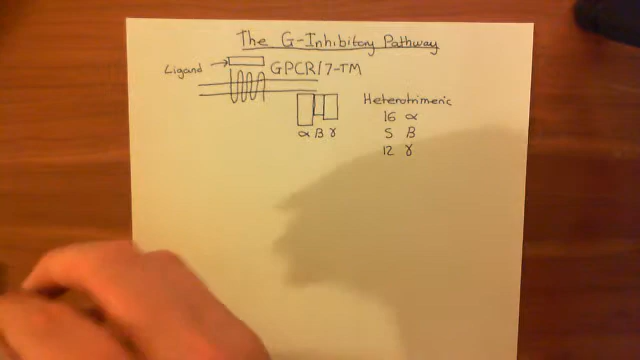 The G-Inhibitory Pathway
Ligand → GPCR/7-TM
Heterotrimeric
16 α
5 β
12 γ
α β γ